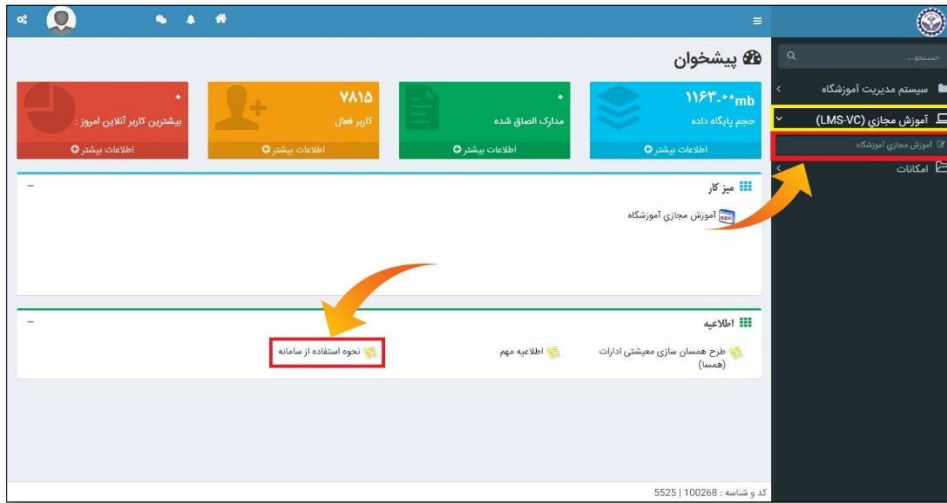 جستجو...
سیستم مدیریت آموزشگاه
آموزش مجازي (LMS-VC)
آموزش مجازي آموزشگاه
امکانات
پیشخوان
۱۱۶۳.۰۰mb
حجم پایگاه داده
اطلاعات بیشتر
۰
مدارک الصاق شده
اطلاعات بیشتر
۷۸۱۵
کاربر فعال
اطلاعات بیشتر
۰
بیشترین کاربر آنلاین امروز :
اطلاعات بیشتر
میز کار
آموزش مجازي آموزشگاه
اطلاعیه
طرح همسان سازی معیشتی ادارات
(همسا)
اطلاعیه مهم
نحوه استفاده از سامانه
کد و شناسه : 100268 | 5525